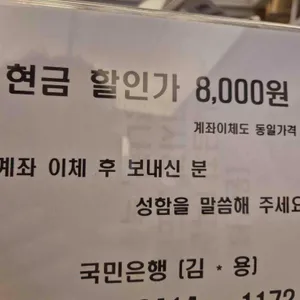 현금 할인가 8,000원
계좌이체도 동일가격
계좌 이체 후 보내신 분
성함을 말씀해 주세요
국민은행 (김 * 용)
1172